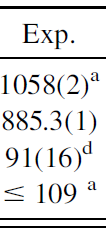 Exp.
1058(2)ᵃ
885.3(1)
91(16)ᵈ
≤ 109 ᵃ